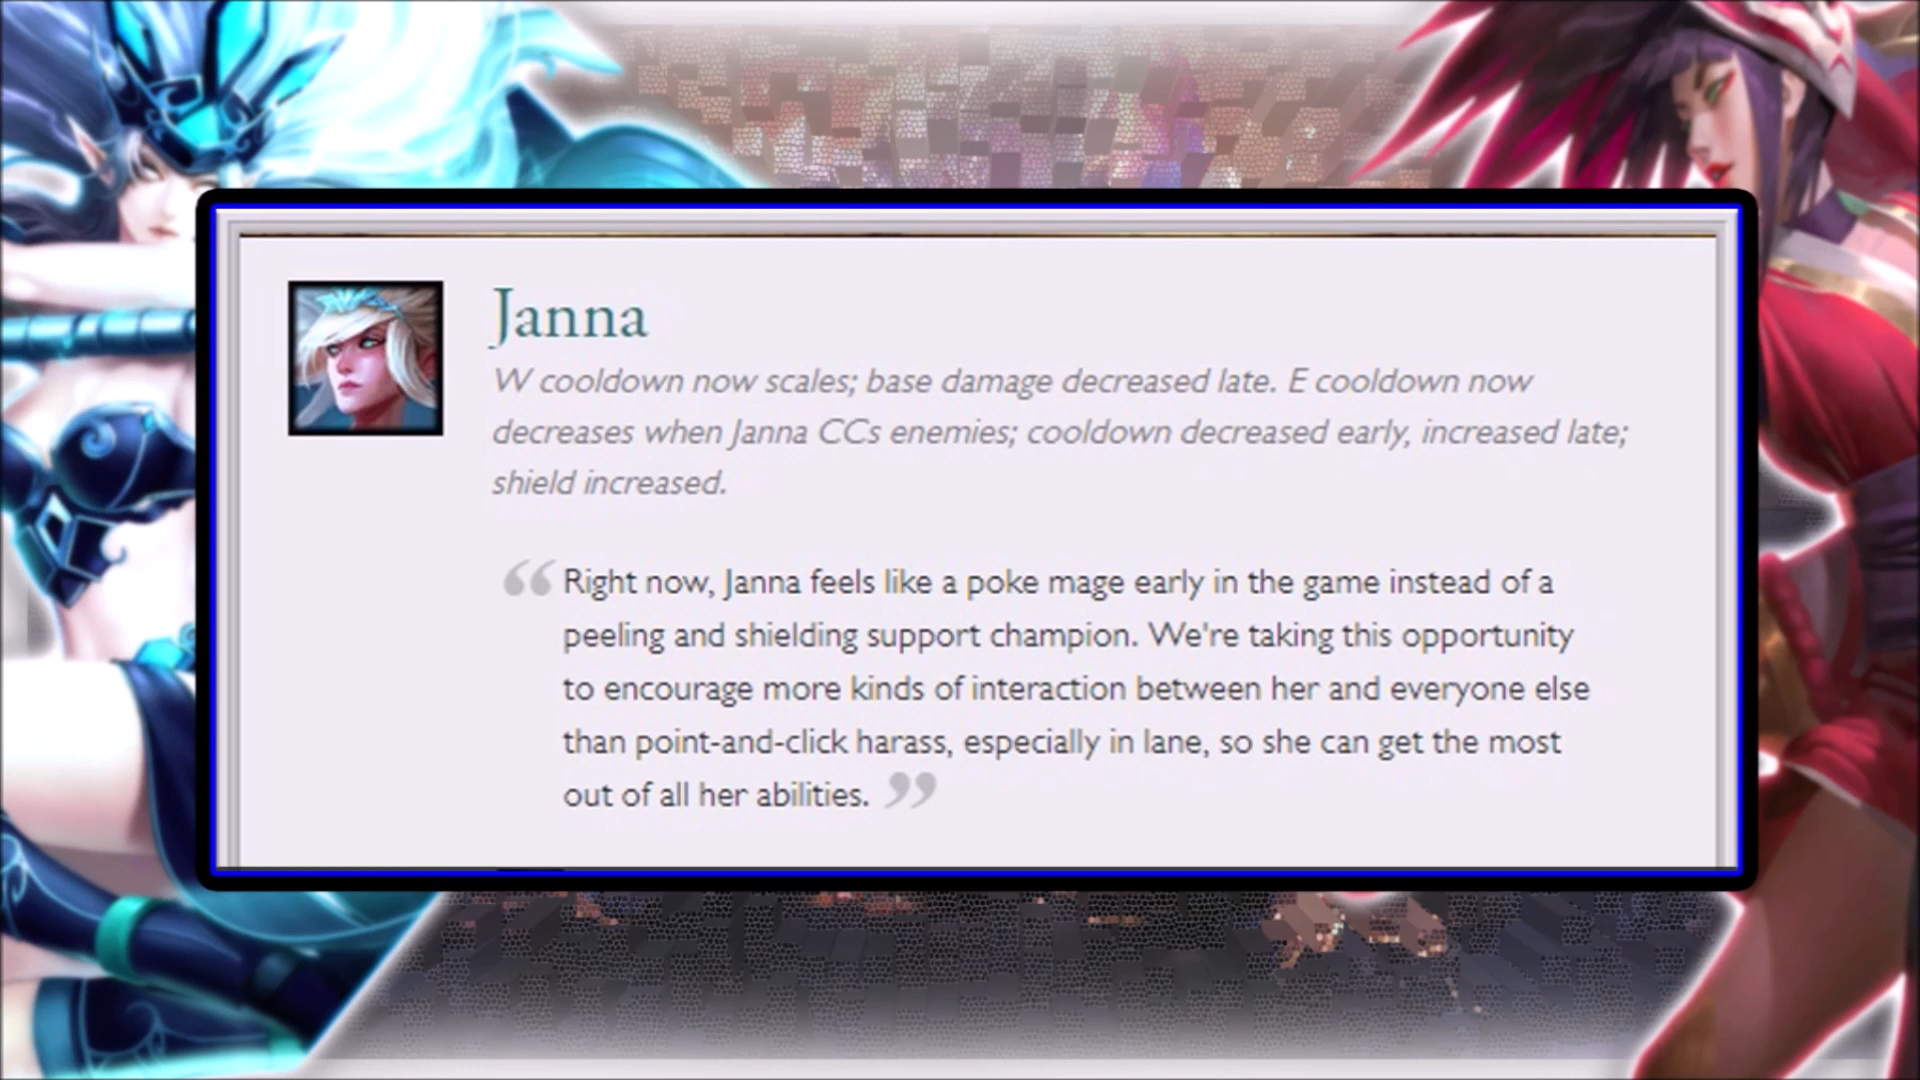 Janna
W cooldown now scales; base damage decreased late. E cooldown now
decreases when Janna CCs enemies; cooldown decreased early, increased late;
shield increased.
“ Right now, Janna feels like a poke mage early in the game instead of a
peeling and shielding support champion. We're taking this opportunity
to encourage more kinds of interaction between her and everyone else
than point-and-click harass, especially in lane, so she can get the most
out of all her abilities. ”